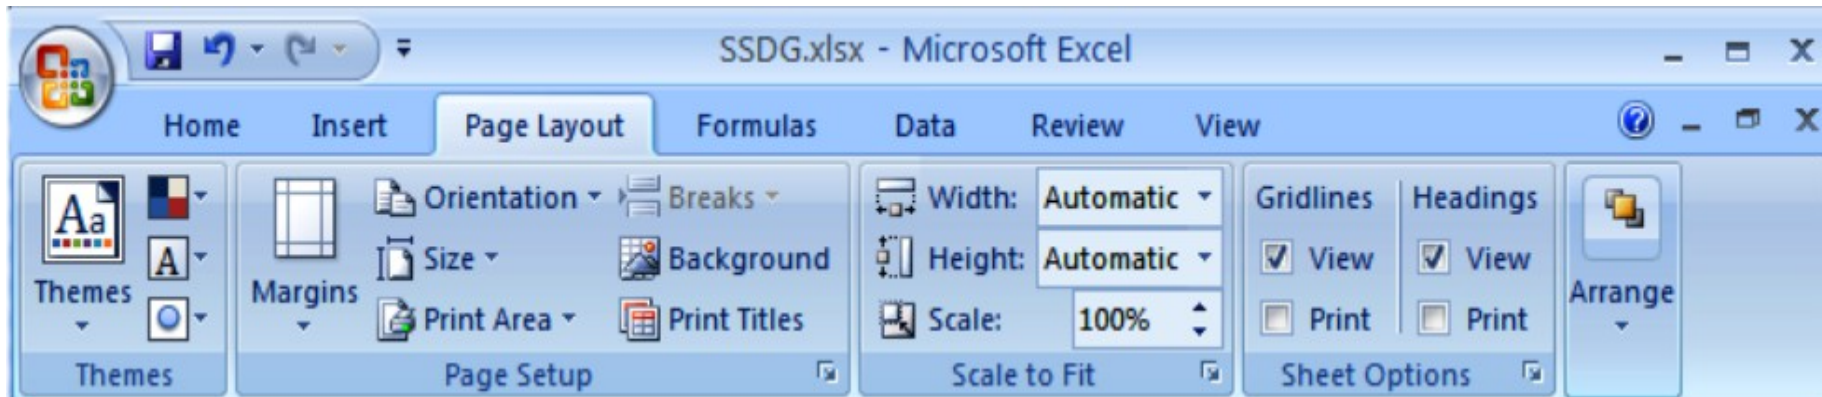 SSDG.xlsx - Microsoft Excel
Home Insert Page Layout Formulas Data Review View
Aa Orientation Breaks Width: Automatic Gridlines Headings
A Size Background Height: Automatic View View
Themes Margins Print Area Print Titles Scale: 100% Print Print Arrange
Themes Page Setup Scale to Fit Sheet Options